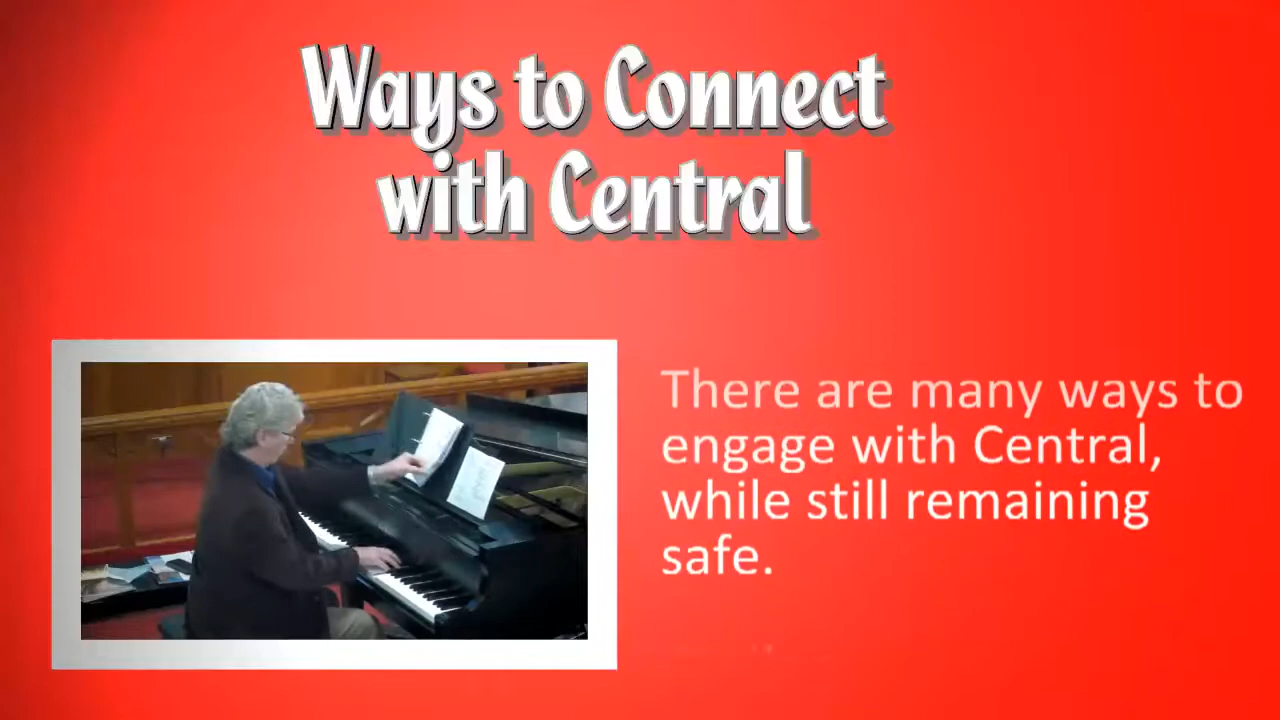 Ways to Connect
with Central
There are many ways to
engage with Central,
while still remaining
safe.